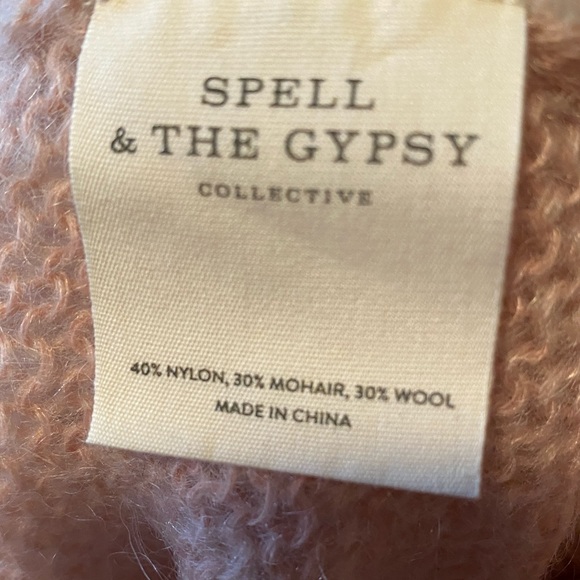 SPELL
& THE GYPSY
COLLECTIVE
40% NYLON, 30% MOHAIR, 30% WOOL
MADE IN CHINA